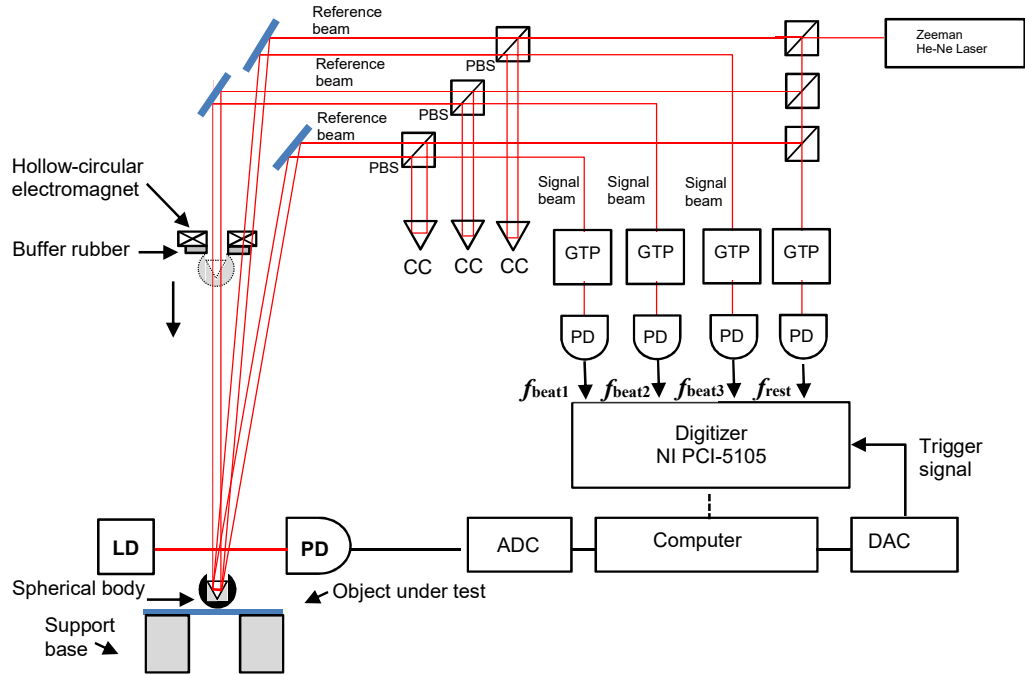 Reference
beam
Zeeman
He-Ne Laser
PBS
Reference
beam
PBS
Reference
beam
PBS
Hollow-circular
electromagnet
Buffer rubber
Signal
beam
Signal
beam
Signal
beam
CC
CC
CC
GTP
GTP
GTP
GTP
PD
PD
PD
PD
fbeat1
fbeat2
fbeat3
frest
Digitizer
NI PCI-5105
Trigger
signal
LD
PD
ADC
Computer
DAC
Spherical body
Object under test
Support
base